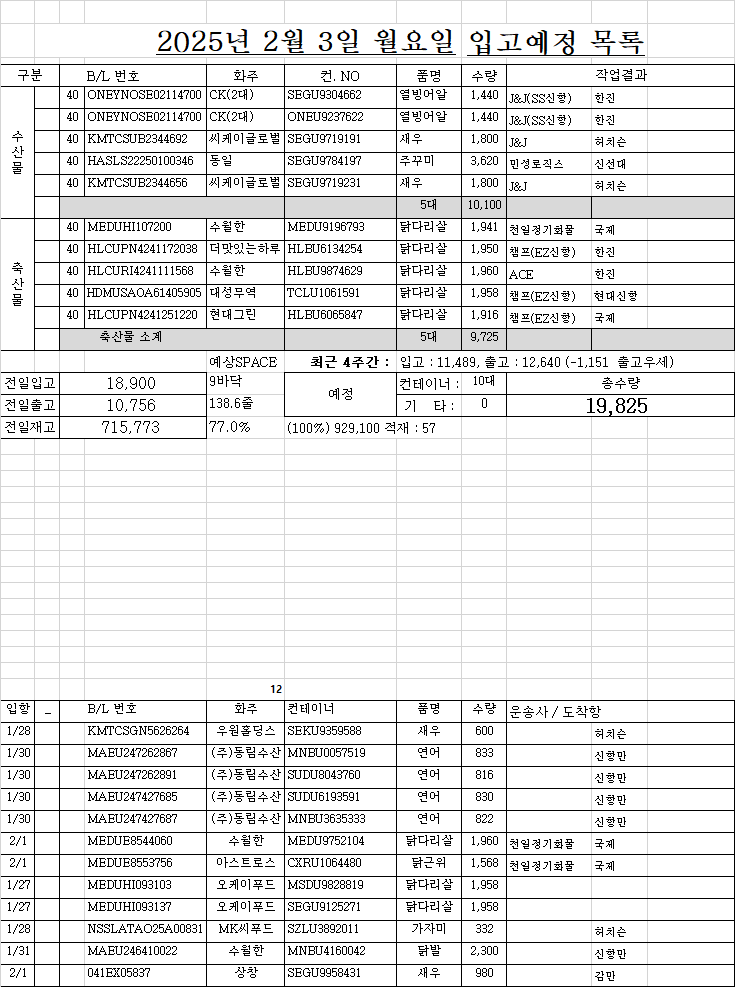 2025년 2월 3일 월요일 입고예정 목록
구분 B/L 번호 화주 컨. NO 품명 수량 작업결과
수산물
40 ONEYNOSE02114700 CK(2대) SEGU9304662 열빙어알 1,440 J&J(SS신항) 한진
40 ONEYNOSE02114700 CK(2대) ONEU9237622 열빙어알 1,440 J&J(SS신항) 한진
40 KMTCSUB2344692 씨케이글로벌 SEGU9719191 새우 1,800 J&J 허치슨
40 HASLS22250100346 동일 SEGU9784197 주꾸미 3,620 민성로직스 신선대
40 KMTCSUB2344656 씨케이글로벌 SEGU9719231 새우 1,800 J&J 허치슨
5대 10,100
축산물
40 MEDUHI107200 수월한 MEDU9196793 닭다리살 1,941 천일정기화물 국제
40 HLCUPN4241172038 더맛있는하루 HLBU6134254 닭다리살 1,950 챔프(EZ신항) 한진
40 HLCURI4241111568 수월한 HLBU9874629 닭다리살 1,960 ACE 한진
40 HDMUSAOA61405905 대성무역 TCLU1061591 닭다리살 1,958 챔프(EZ신항) 현대신항
40 HLCUPN4241251220 현대그린 HLBU6065847 닭다리살 1,916 챔프(EZ신항) 국제
축산물 소계 5대 9,725
예상SPACE 최근 4주간 : 입고 : 11,489, 출고 : 12,640 (-1,151 출고우세)
전일입고 18,900 9바닥 예정 컨테이너 : 10대 총수량
전일출고 10,756 138.6줄 기 타 : 0 19,825
전일재고 715,773 77.0% (100%) 929,100 적재 : 57
12
입항 _ B/L 번호 화주 컨테이너 품명 수량 운송사 / 도착항
1/28 KMTCSGN5626264 우원홀딩스 SEKU9359588 새우 600 허치슨
1/30 MAEU247262867 (주)동림수산 MNBU0057519 연어 833 신항만
1/30 MAEU247262891 (주)동림수산 SUDU8043760 연어 816 신항만
1/30 MAEU247427685 (주)동림수산 SUDU6193591 연어 830 신항만
1/30 MAEU247427687 (주)동림수산 MNBU3635333 연어 822 신항만
2/1 MEDUE8544060 수월한 MEDU9752104 닭다리살 1,960 천일정기화물 국제
2/1 MEDUE8553756 아스트로스 CXRU1064480 닭근위 1,568 천일정기화물 국제
1/27 MEDUHI093103 오케이푸드 MSDU9828819 닭다리살 1,958
1/27 MEDUHI093137 오케이푸드 SEGU9125271 닭다리살 1,958
1/28 NSSLATAO25A00831 MK씨푸드 SZLU3892011 가자미 332 허치슨
1/31 MAEU246410022 수월한 MNBU4160042 닭발 2,300 신항만
2/1 041EX05837 상창 SEGU9958431 새우 980 감만